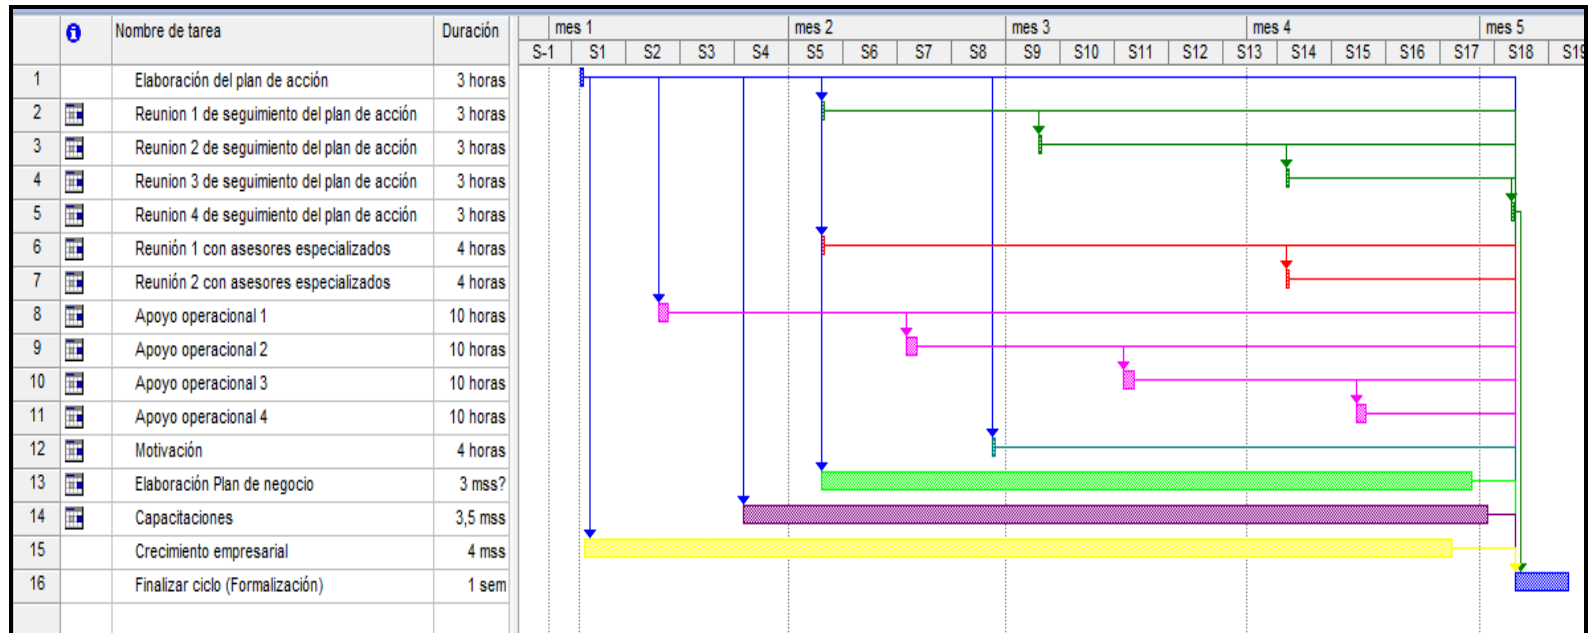 Nombre de tarea Duración mes 1 mes 2 mes 3 mes 4 mes 5
S-1 S1 S2 S3 S4 S5 S6 S7 S8 S9 S10 S11 S12 S13 S14 S15 S16 S17 S18 S19
1 Elaboración del plan de acción 3 horas
2 Reunion 1 de seguimiento del plan de acción 3 horas
3 Reunion 2 de seguimiento del plan de acción 3 horas
4 Reunion 3 de seguimiento del plan de acción 3 horas
5 Reunion 4 de seguimiento del plan de acción 3 horas
6 Reunión 1 con asesores especializados 4 horas
7 Reunión 2 con asesores especializados 4 horas
8 Apoyo operacional 1 10 horas
9 Apoyo operacional 2 10 horas
10 Apoyo operacional 3 10 horas
11 Apoyo operacional 4 10 horas
12 Motivación 4 horas
13 Elaboración Plan de negocio 3 mss?
14 Capacitaciones 3,5 mss
15 Crecimiento empresarial 4 mss
16 Finalizar ciclo (Formalización) 1 sem